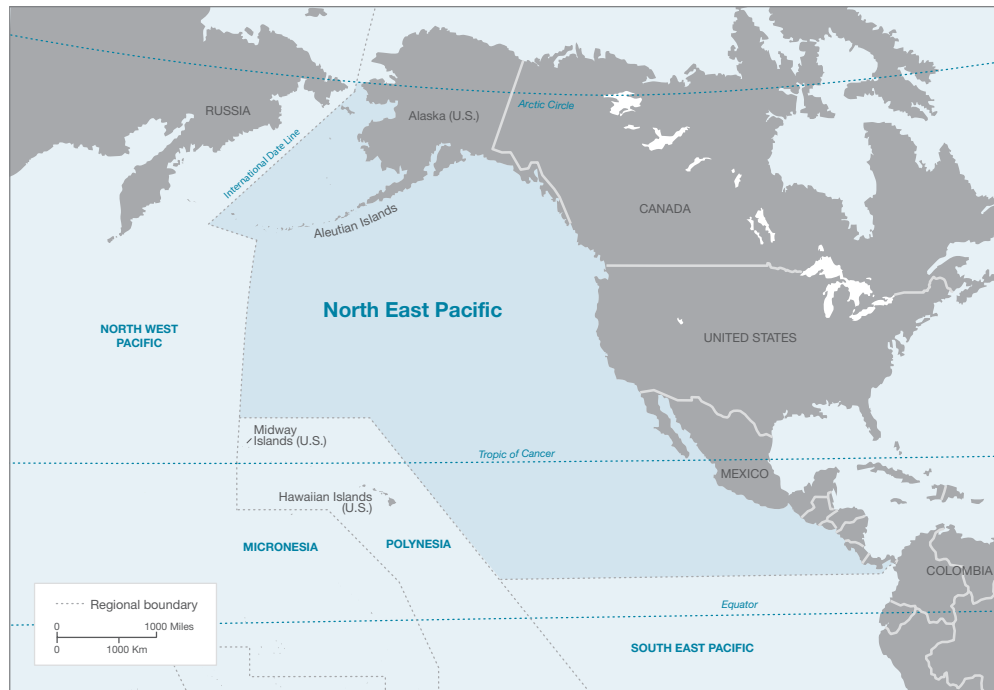 Arctic Circle
RUSSIA
Alaska (U.S.)
International Date Line
CANADA
Aleutian Islands
North East Pacific
NORTH WEST
PACIFIC
UNITED STATES
Midway
Islands (U.S.)
Tropic of Cancer
MEXICO
Hawaiian Islands
(U.S.)
MICRONESIA
POLYNESIA
COLOMBIA
Regional boundary
Equator
0
1000 Miles
0
1000 Km
SOUTH EAST PACIFIC